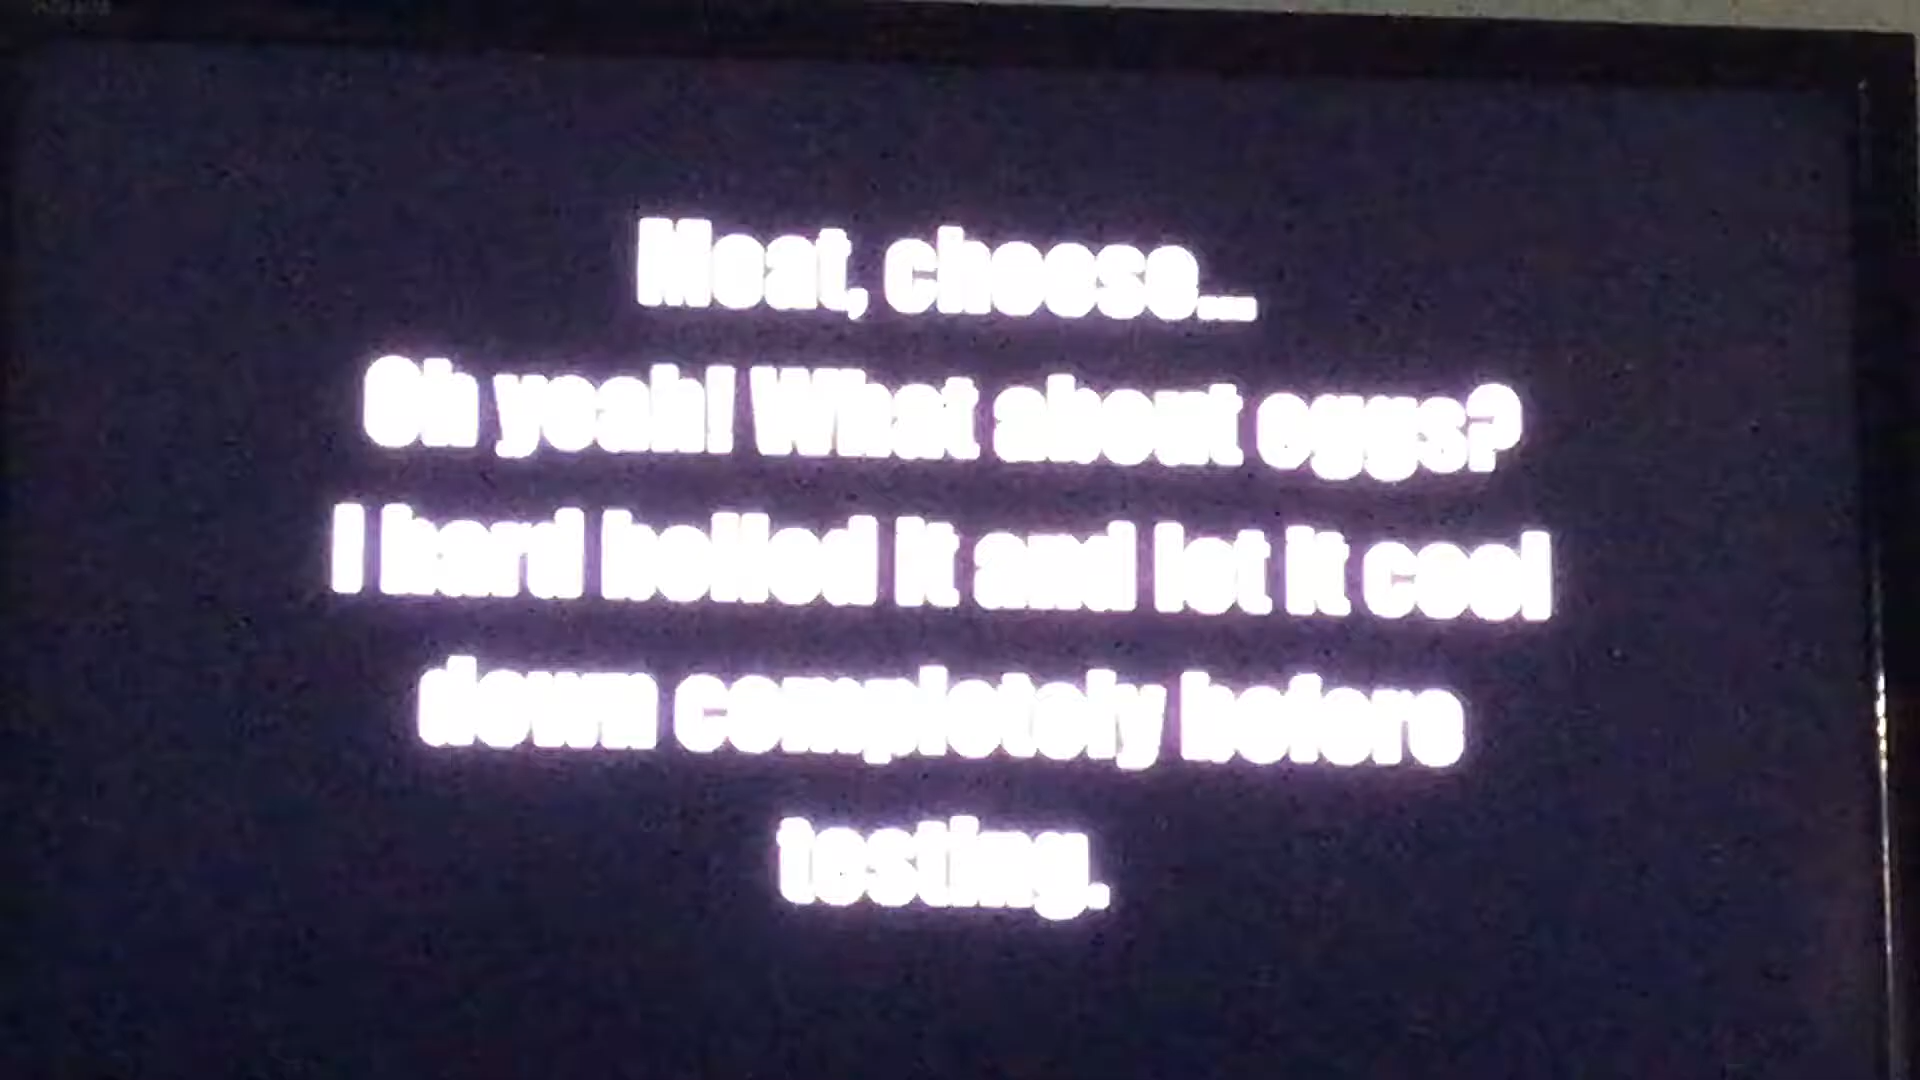 Meat, cheese...
Oh yeah! What about eggs?
I hard boiled it and let it cool
down completely before
testing.